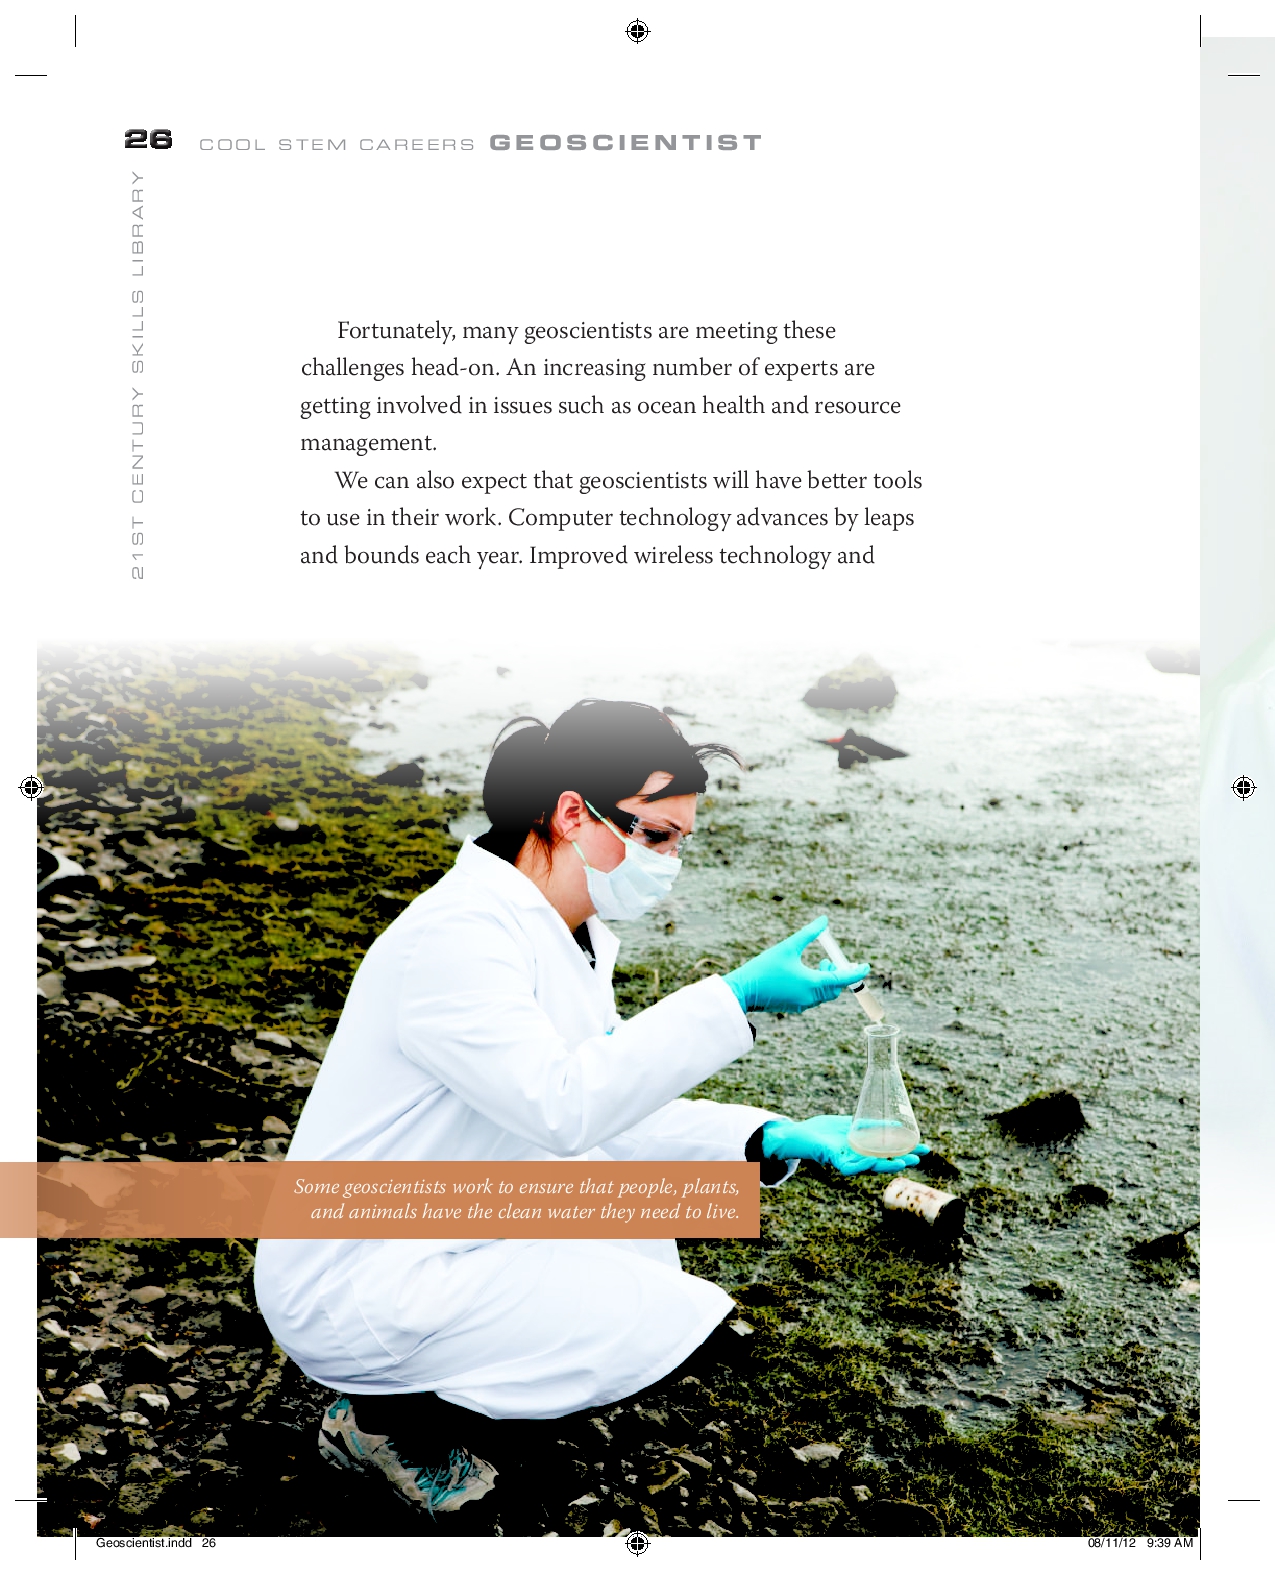 26 COOL STEM CAREERS GEOSCIENTIST
21ST CENTURY SKILLS LIBRARY
Fortunately, many geoscientists are meeting these
challenges head-on. An increasing number of experts are
getting involved in issues such as ocean health and resource
management.
We can also expect that geoscientists will have better tools
to use in their work. Computer technology advances by leaps
and bounds each year. Improved wireless technology and
Some geoscientists work to ensure that people, plants,
and animals have the clean water they need to live.
Geoscientist.indd 26
08/11/12 9:39 AM